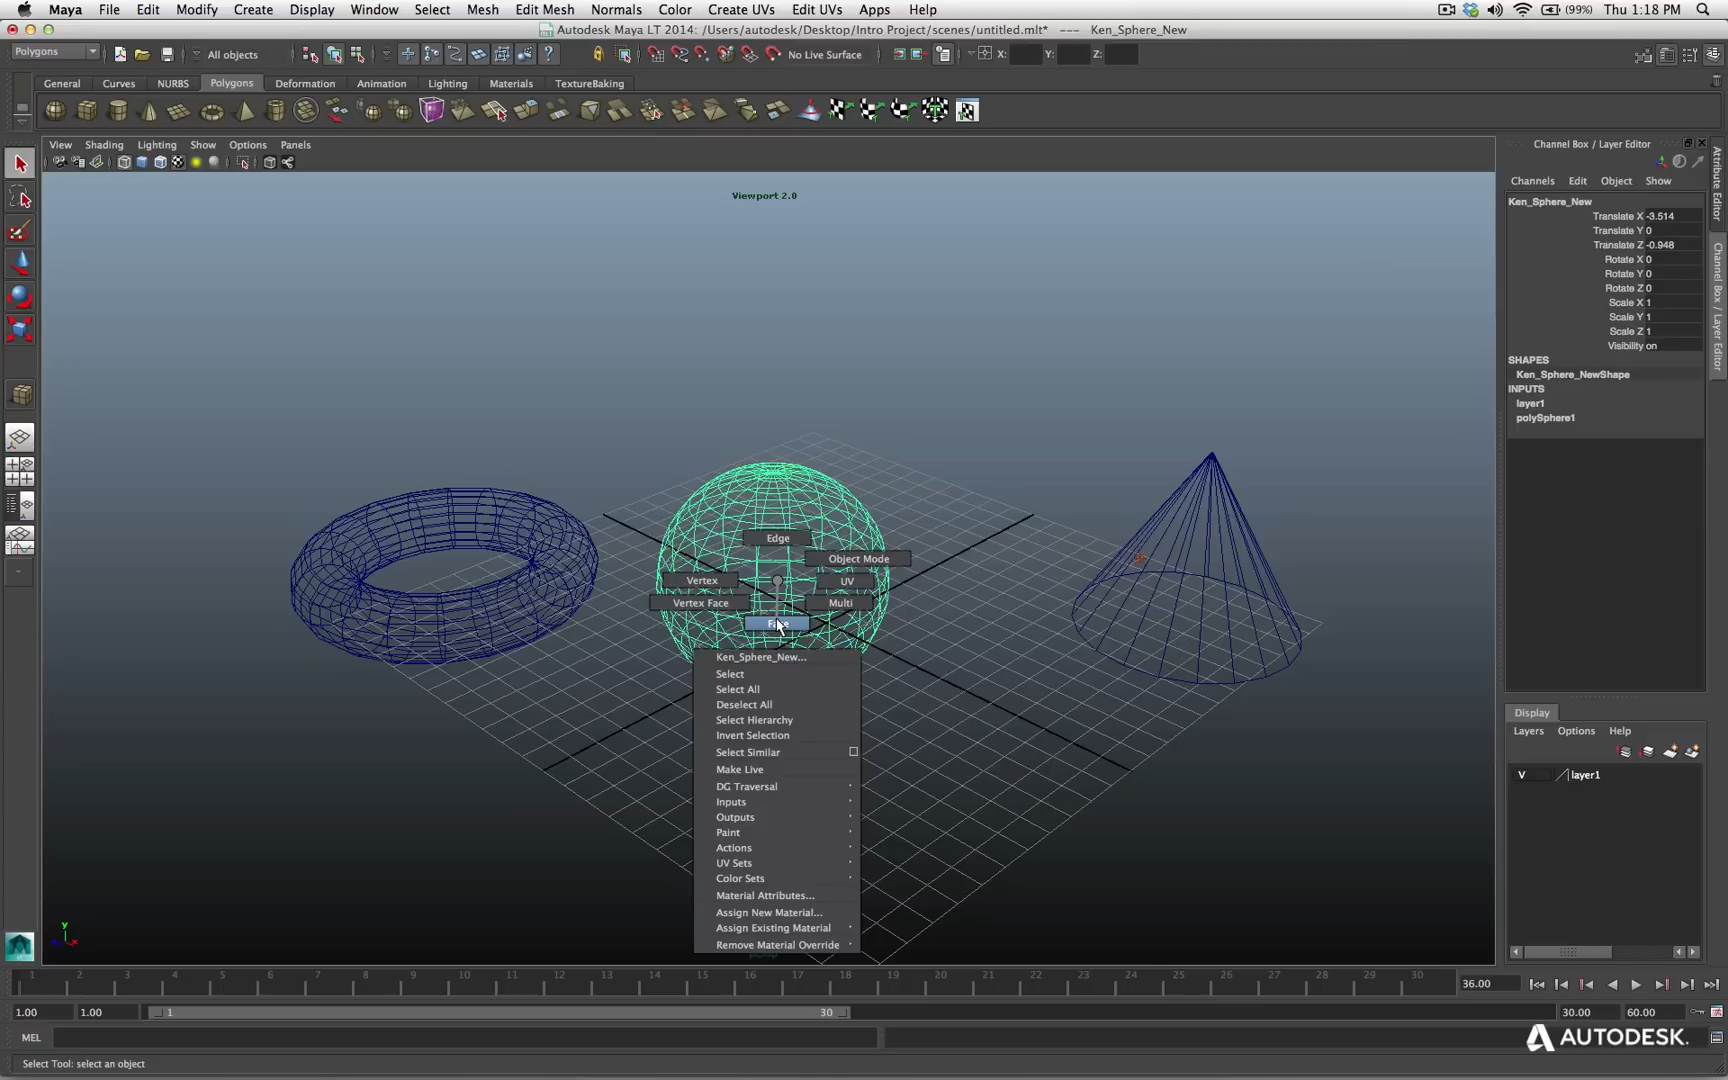 Maya File Edit Modify Create Display Window Select Mesh Edit Mesh Normals Color Create UVs Edit UVs Apps Help (99%) Thu 1:18 PM
Autodesk Maya LT 2014: /Users/autodesk/Desktop/Intro Project/scenes/untitled.mlt* --- Ken_Sphere_New
Polygons All objects No Live Surface X: Y: Z:
General Curves NURBS Polygons Deformation Animation Lighting Materials TextureBaking
View Shading Lighting Show Options Panels
Viewport 2.0
Edge
Object Mode
Vertex UV
Vertex Face Multi
Ken_Sphere_New...
Select
Select All
Deselect All
Select Hierarchy
Invert Selection
Select Similar
Make Live
DG Traversal
Inputs
Outputs
Paint
Actions
UV Sets
Color Sets
Material Attributes...
Assign New Material...
Assign Existing Material
Remove Material Override
y
x
Channel Box / Layer Editor
Channels Edit Object Show
Ken_Sphere_New
Translate X -3.514
Translate Y 0
Translate Z -0.948
Rotate X 0
Rotate Y 0
Rotate Z 0
Scale X 1
Scale Y 1
Scale Z 1
Visibility on
SHAPES
Ken_Sphere_NewShape
INPUTS
layer1
polySphere1
Attribute Editor
Channel Box / Layer Editor
Display
Layers Options Help
V layer1
1 2 3 4 5 6 7 8 9 10 11 12 13 14 15 16 17 18 19 20 21 22 23 24 25 26 27 28 29 30 36.00
1.00 1.00 1 30 30.00 60.00
MEL
AUTODESK.
Select Tool: select an object